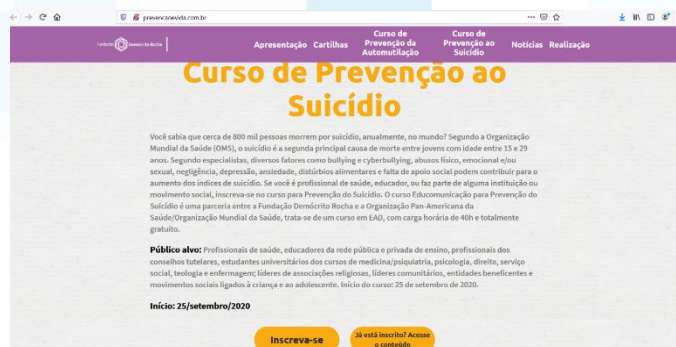 prevencaoevida.com.br
Apresentação Cartilhas Curso de Prevenção da Automutilação Curso de Prevenção ao Suicídio Notícias Realização
Curso de Prevenção ao
Suicídio
Você sabia que cerca de 800 mil pessoas morrem por suicídio, anualmente, no mundo? Segundo a Organização
Mundial da Saúde (OMS), o suicídio é a segunda principal causa de morte entre jovens com idade entre 15 e 29
anos. Segundo especialistas, diversos fatores como bullying e cyberbullying, abusos físico, emocional e/ou
sexual, negligência, depressão, ansiedade, distúrbios alimentares e falta de apoio social podem contribuir para o
aumento dos índices de suicídio. Se você é profissional de saúde, educador, ou faz parte de alguma instituição ou
movimento social, inscreva-se no curso para Prevenção do Suicídio. O curso Educomunicação para Prevenção do
Suicídio é uma parceria entre a Fundação Demócrito Rocha e a Organização Pan-Americana da
Saúde/Organização Mundial da Saúde, trata-se de um curso em EAD, com carga horária de 40h e totalmente
gratuito.
Público alvo: Profissionais de saúde, educadores da rede pública e privada de ensino, profissionais dos
conselhos tutelares, estudantes universitários dos cursos de medicina/psiquiatria, psicologia, direito, serviço
social, teologia e enfermagem; líderes de associações religiosas, líderes comunitários, entidades beneficentes e
movimentos sociais ligados à criança e ao adolescente. Início do curso: 25 de setembro de 2020.
Início: 25/setembro/2020
Inscreva-se
Já está inscrito? Acesse
o conteúdo